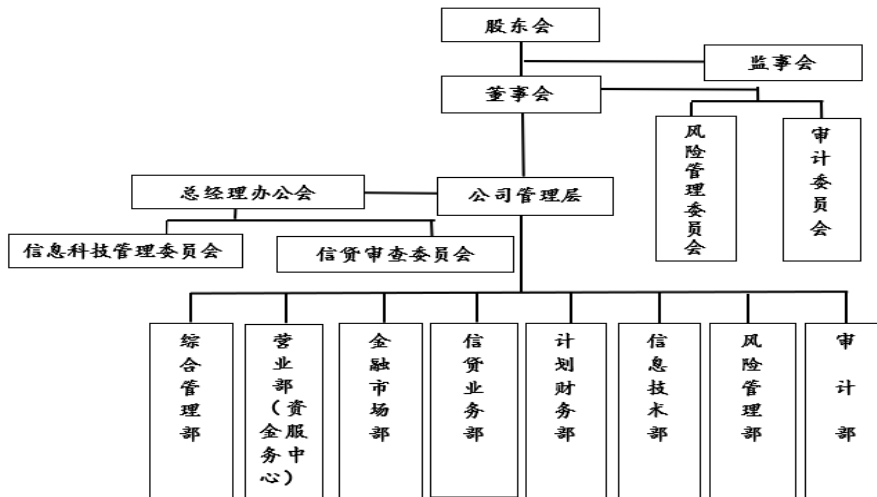 股东会
监事会
董事会
风险管理委员会
审计委员会
总经理办公会
公司管理层
信息科技管理委员会
信贷审查委员会
综合管理部
营业部(资金服务中心)
金融市场部
信贷业务部
计划财务部
信息技术部
风险管理部
审计部